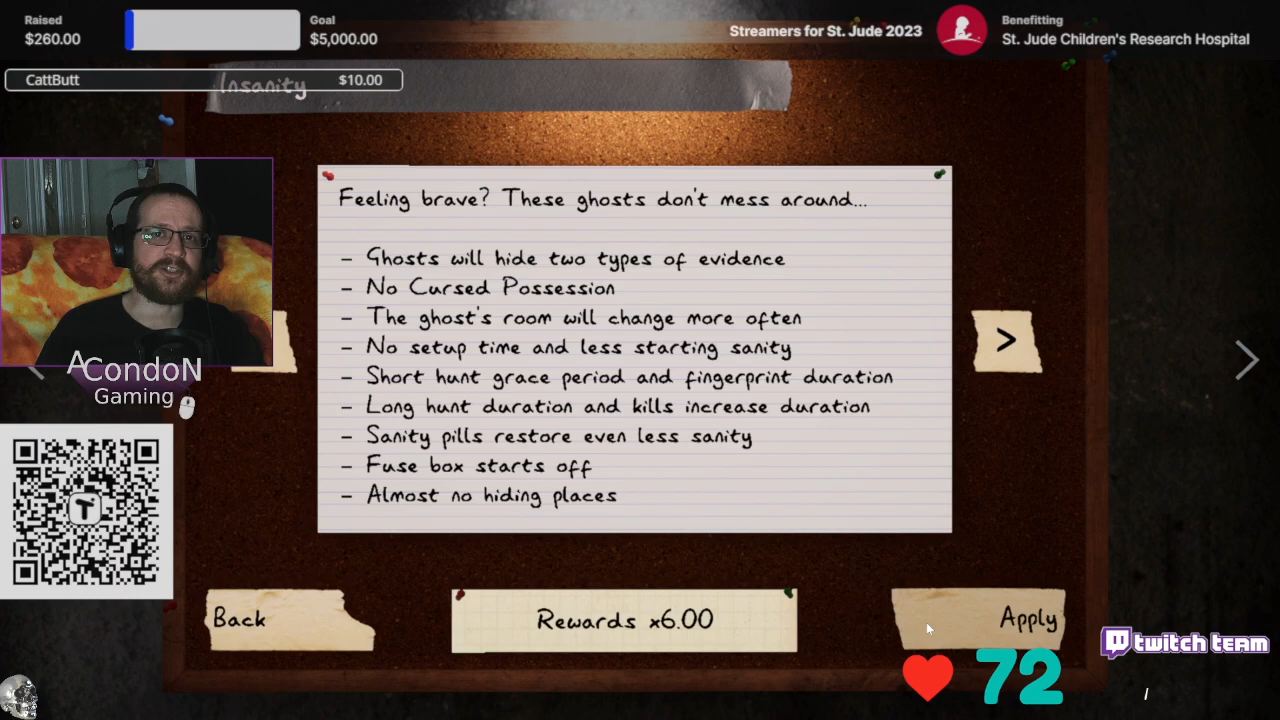 Raised
$260.00
Goal
$5,000.00
Streamers for St. Jude 2023
Benefitting
St. Jude Children's Research Hospital
CattButt
$10.00
Insanity
Feeling brave? These ghosts don't mess around...
- Ghosts will hide two types of evidence
- No Cursed Possession
- The ghost's room will change more often
- No setup time and less starting sanity
- Short hunt grace period and fingerprint duration
- Long hunt duration and kills increase duration
- Sanity pills restore even less sanity
- Fuse box starts off
- Almost no hiding places
>
ACondoN
Gaming
T
Back
Rewards x6.00
Apply
twitch team
72
/